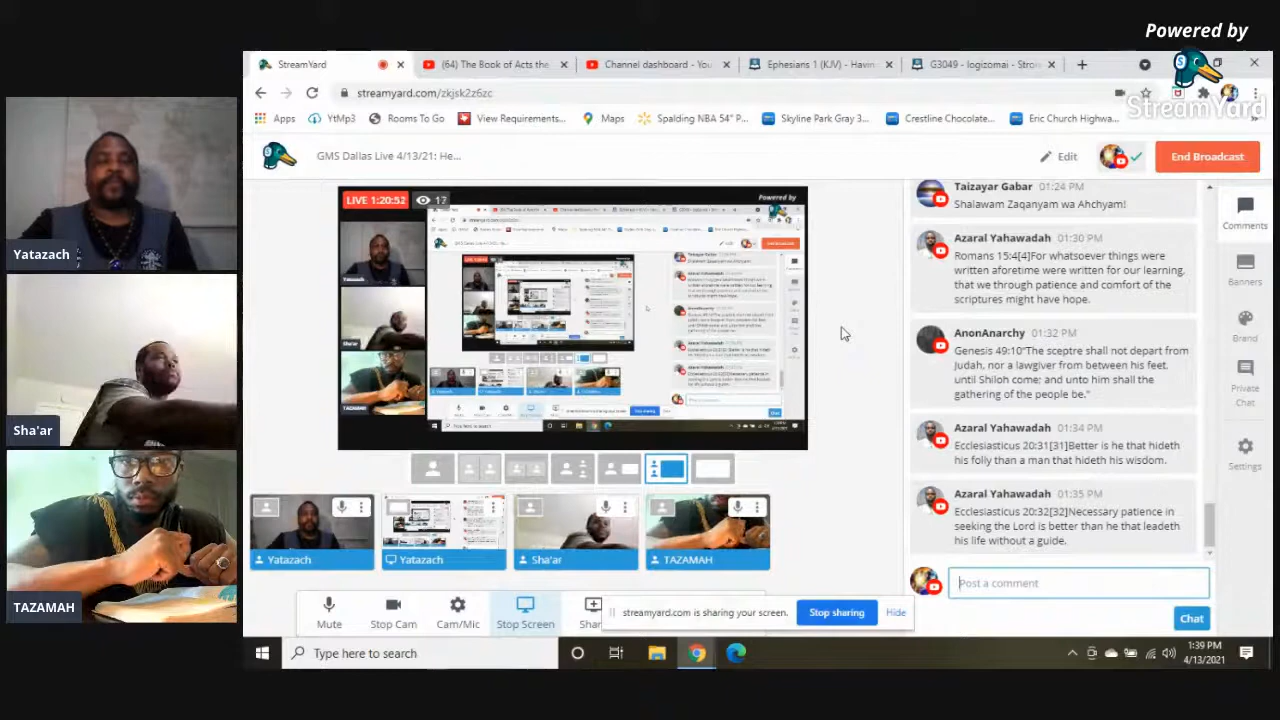 Powered by
StreamYard
StreamYard
(64) The Book of Acts the
Channel dashboard - You
Ephesians 1 (KJV) - Havin
G3049 - logizomai - Stro
streamyard.com/zkjsk2z6zc
Apps
YtMp3
Rooms To Go
View Requirements...
Maps
Spalding NBA 54" P...
Skyline Park Gray 3...
Crestline Chocolate...
Eric Church Highwa...
GMS Dallas Live 4/13/21: He...
Edit
End Broadcast
LIVE 1:20:52
17
Powered by
Yatazach
Sha'ar
TAZAMAH
Taizayar Gabar 01:24 PM
Shalawam Zaqanyam wa Ahchyam!
Azaral Yahawadah 01:30 PM
Romans 15:4[4]For whatsoever things were
written aforetime were written for our learning,
that we through patience and comfort of the
scriptures might have hope.
AnonAnarchy 01:32 PM
Genesis 49:10"The sceptre shall not depart from
Judah, nor a lawgiver from between his feet,
until Shiloh come; and unto him shall the
gathering of the people be."
Azaral Yahawadah 01:34 PM
Ecclesiasticus 20:31[31]Better is he that hideth
his folly than a man that hideth his wisdom.
Azaral Yahawadah 01:35 PM
Ecclesiasticus 20:32[32]Necessary patience in
seeking the Lord is better than he that leadeth
his life without a guide.
Post a comment
Chat
Comments
Banners
Brand
Private
Chat
Settings
Yatazach
Yatazach
Sha'ar
TAZAMAH
Mute
Stop Cam
Cam/Mic
Stop Screen
Shar
streamyard.com is sharing your screen.
Stop sharing
Hide
Type here to search
1:39 PM
4/13/2021